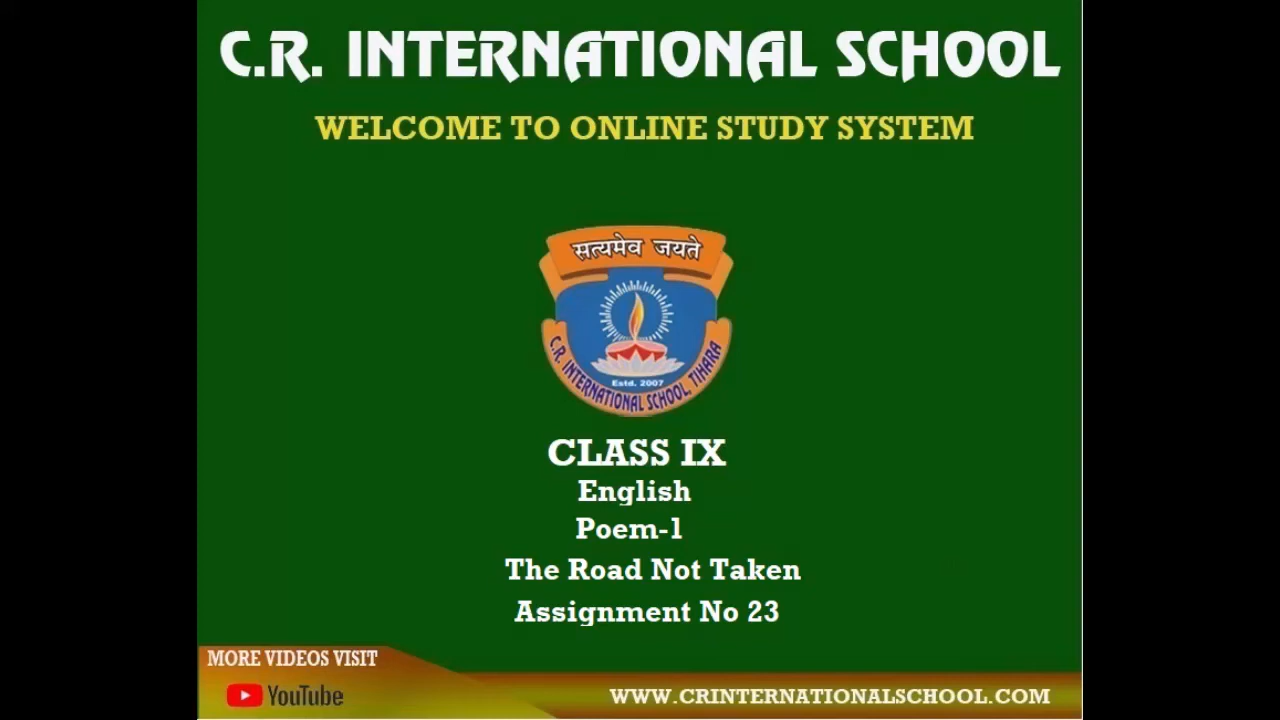 C.R. INTERNATIONAL SCHOOL
WELCOME TO ONLINE STUDY SYSTEM
सत्यमेव जयते
Estd. 2007
C.R. INTERNATIONAL SCHOOL, TIHARA
CLASS IX
English
Poem-1
The Road Not Taken
Assignment No 23
MORE VIDEOS VISIT
YouTube
WWW.CRINTERNATIONALSCHOOL.COM